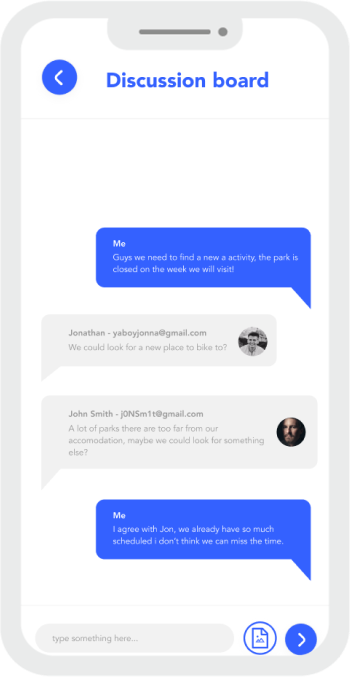 Discussion board
Me
Guys we need to find a new a activity, the park is
closed on the week we will visit!
Jonathan - yaboyjonna@gmail.com
We could look for a new place to bike to?
John Smith - j0NSm1t@gmail.com
A lot of parks there are too far from our
accomodation, maybe we could look for something
else?
Me
I agree with Jon, we already have so much
scheduled i don't think we can miss the time.
type something here...